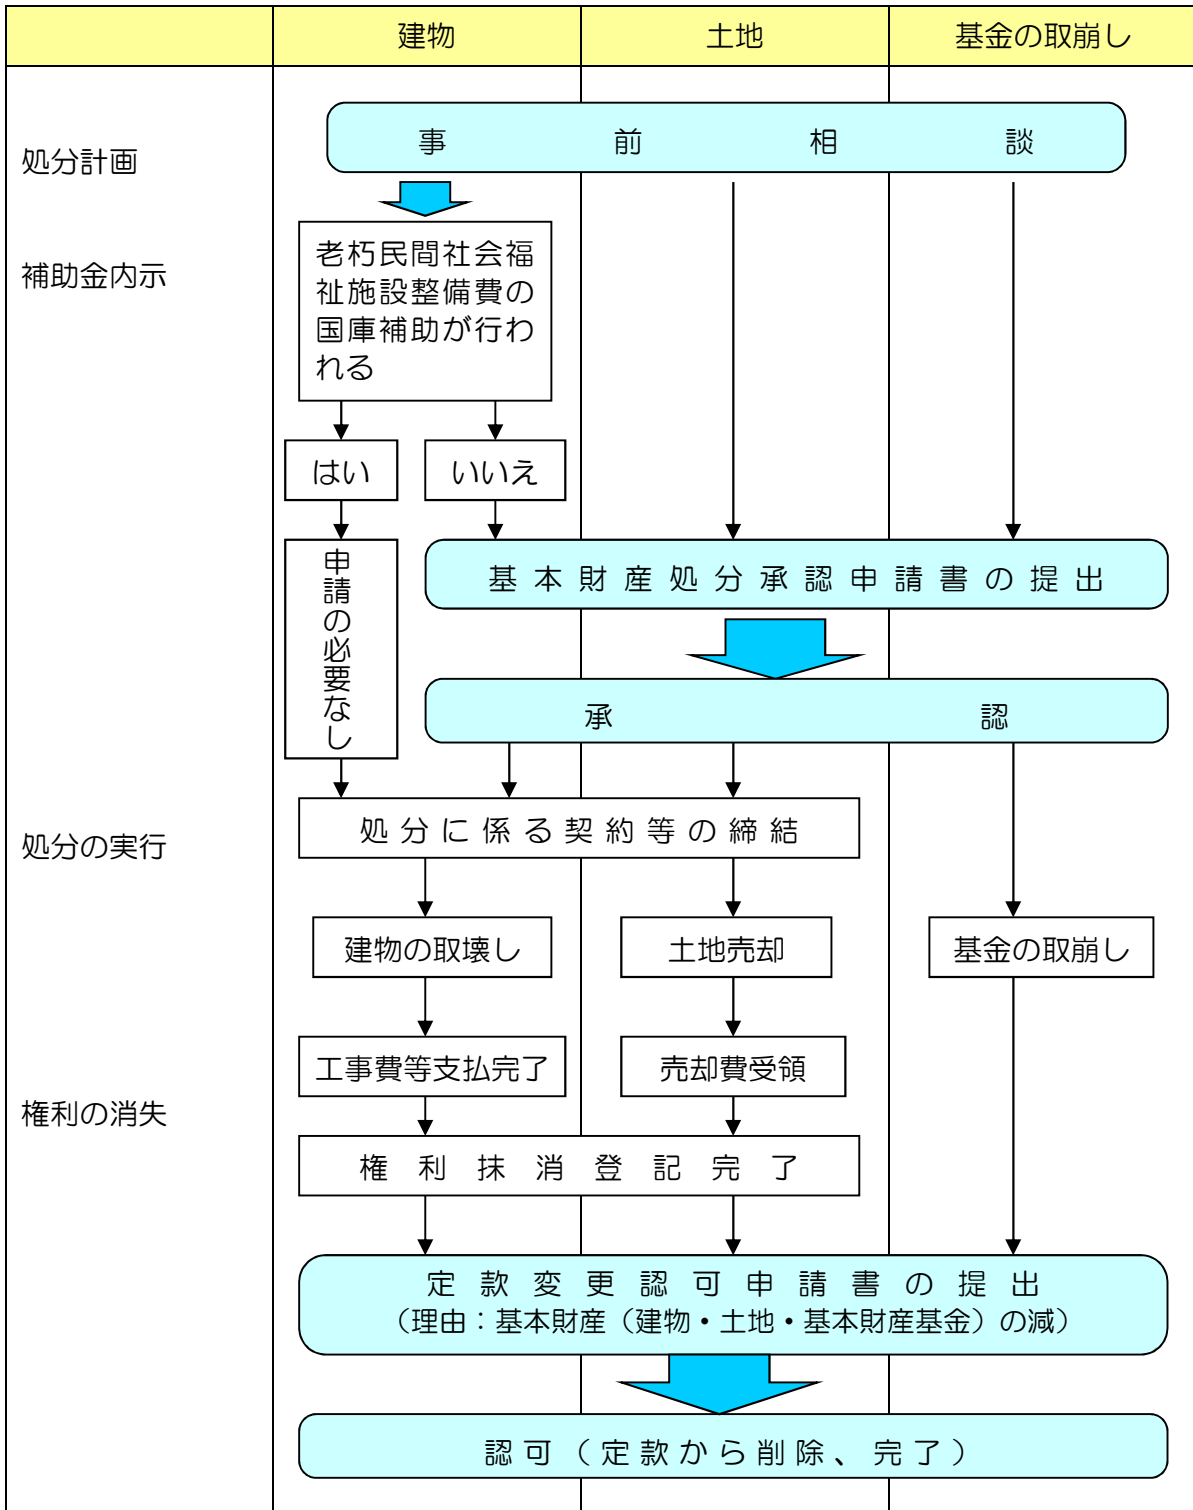 建物
土地
基金の取崩し
処分計画
事前相談
補助金内示
老朽民間社会福
祉施設整備費の
国庫補助が行わ
れる
はい
いいえ
申請の必要なし
基本財産処分承認申請書の提出
承認
処分の実行
処分に係る契約等の締結
建物の取壊し
土地売却
基金の取崩し
工事費等支払完了
売却費受領
権利の消失
権利抹消登記完了
定款変更認可申請書の提出
（理由：基本財産（建物・土地・基本財産基金）の減）
認可（定款から削除、完了）